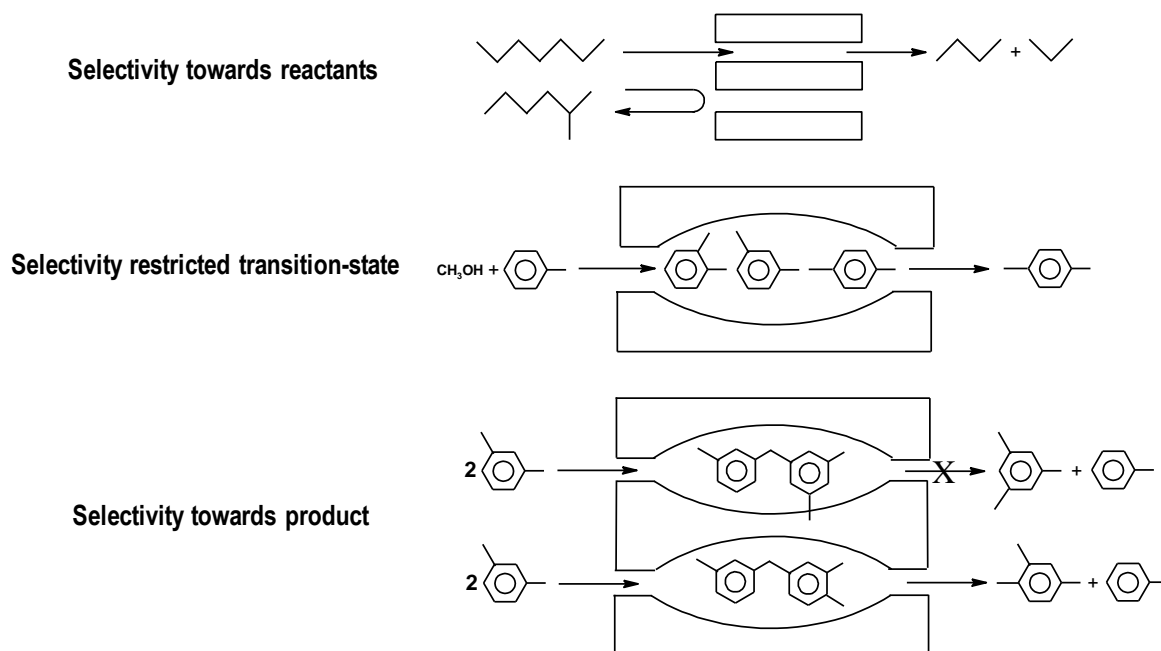 Selectivity towards reactants
+
Selectivity restricted transition-state
CH3OH +
Selectivity towards product
2
X
+
2
+